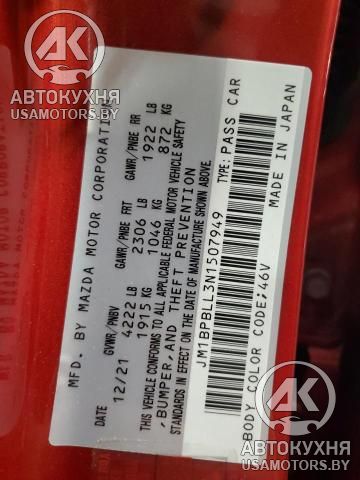 АК
АВТОКУХНЯ
USAMOTORS.BY
MFD. BY MAZDA MOTOR CORPORATION
DATE GVWR/PNBV GAWR/PNBE FRT GAWR/PNBE RR
12/21 4222 LB 2306 LB 1922 LB
1915 KG 1046 KG 872 KG
THIS VEHICLE CONFORMS TO ALL APPLICABLE FEDERAL MOTOR VEHICLE SAFETY
,BUMPER,AND THEFT PREVENTION
STANDARDS IN EFFECT ON THE DATE OF MANUFACTURE SHOWN ABOVE.
JM1BPBLL3N1507949 TYPE: PASS CAR
BODY COLOR CODE;46V MADE IN JAPAN
АК
АВТОКУХНЯ
USAMOTORS.BY